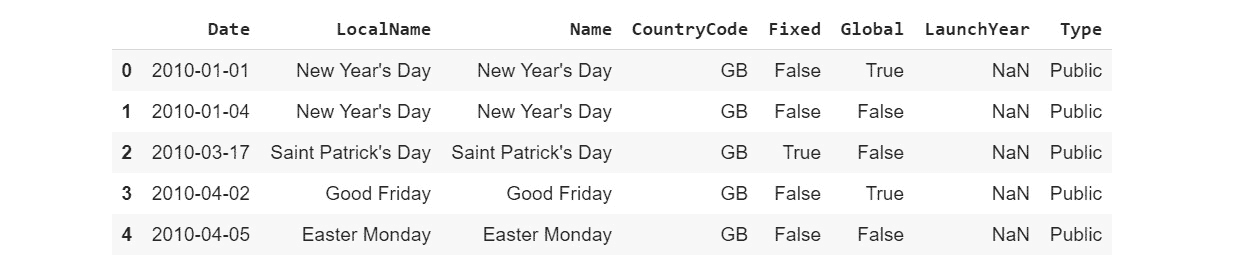 Date LocalName Name CountryCode Fixed Global LaunchYear Type
0 2010-01-01 New Year's Day New Year's Day GB False True NaN Public
1 2010-01-04 New Year's Day New Year's Day GB False False NaN Public
2 2010-03-17 Saint Patrick's Day Saint Patrick's Day GB True False NaN Public
3 2010-04-02 Good Friday Good Friday GB False True NaN Public
4 2010-04-05 Easter Monday Easter Monday GB False False NaN Public